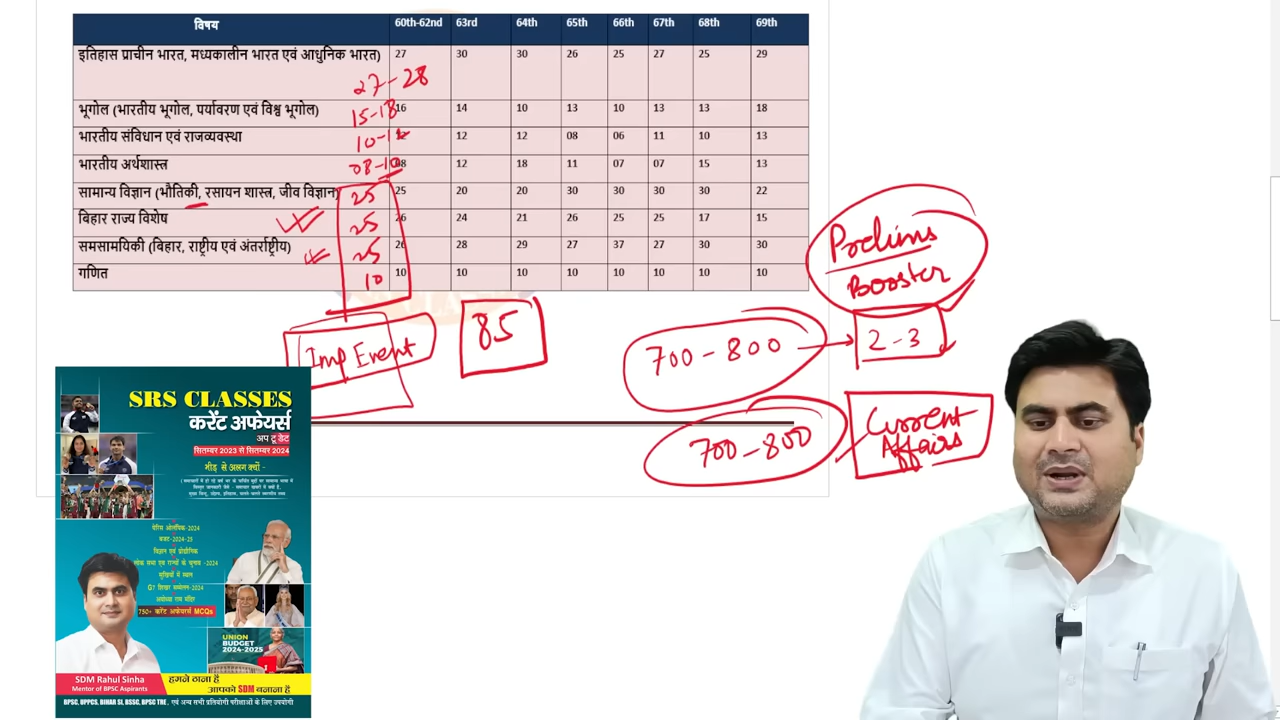 विषय 60th-62nd 63rd 64th 65th 66th 67th 68th 69th
इतिहास प्राचीन भारत, मध्यकालीन भारत एवं आधुनिक भारत) 27 30 30 26 25 27 25 29
27-28
भूगोल (भारतीय भूगोल, पर्यावरण एवं विश्व भूगोल) 15-18 16 14 10 13 10 13 13 18
भारतीय संविधान एवं राजव्यवस्था 10-12 12 12 08 06 11 10 13
भारतीय अर्थशास्त्र 08-10 08 12 18 11 07 07 15 13
सामान्य विज्ञान (भौतिकी, रसायन शास्त्र, जीव विज्ञान) 25 25 20 20 30 30 30 30 22
बिहार राज्य विशेष 25 26 24 21 26 25 25 17 15
समसामयिकी (बिहार, राष्ट्रीय एवं अंतर्राष्ट्रीय) 25 26 28 29 27 37 27 30 30
गणित 10 10 10 10 10 10 10 10 10
Prelims
Booster
Imp Event 85 700-800 2-3
700-800 Current
Affairs
SRS CLASSES
करेंट अफेयर्स
अप टू डेट
सितम्बर 2023 से सितम्बर 2024
भीड़ से अलग क्यों -
पेरिस ओलंपिक-2024
बजट-2024-25
विज्ञान एवं प्रौद्योगिक
लोक सभा एवं राज्यों के चुनाव -2024
सुर्खियों में स्थान
G7 शिखर सम्मेलन-2024
अयोध्या राम मंदिर
750+ करेंट अफेयर्स MCQs
UNION
BUDGET
2024-2025
SDM Rahul Sinha
Mentor of BPSC Aspirants
हमने ठाना है
आपको SDM बनाना है
BPSC, UPPCS, BIHAR SI, BSSC, BPSC TRE . एवं अन्य सभी प्रतियोगी परीक्षाओं के लिए उपयोगी